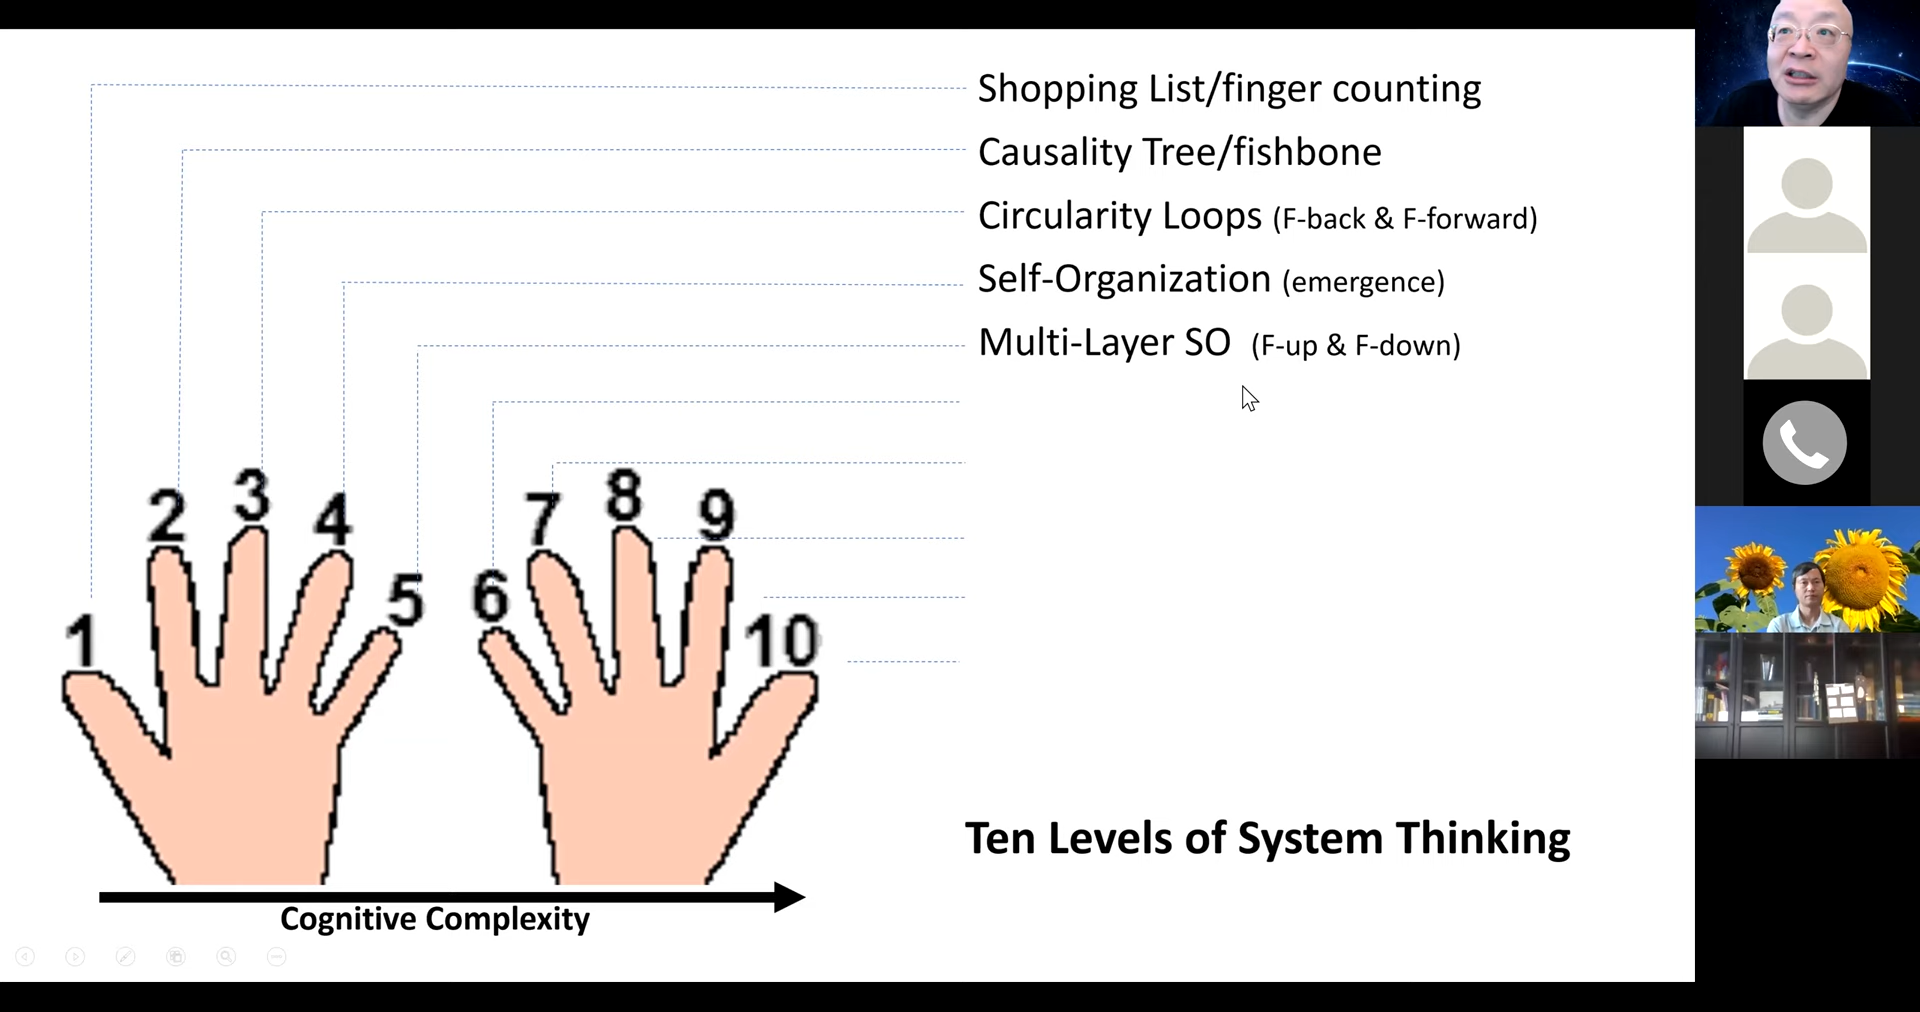 Shopping List/finger counting
Causality Tree/fishbone
Circularity Loops (F-back & F-forward)
Self-Organization (emergence)
Multi-Layer SO (F-up & F-down)
1 2 3 4 5 6 7 8 9 10
Ten Levels of System Thinking
Cognitive Complexity